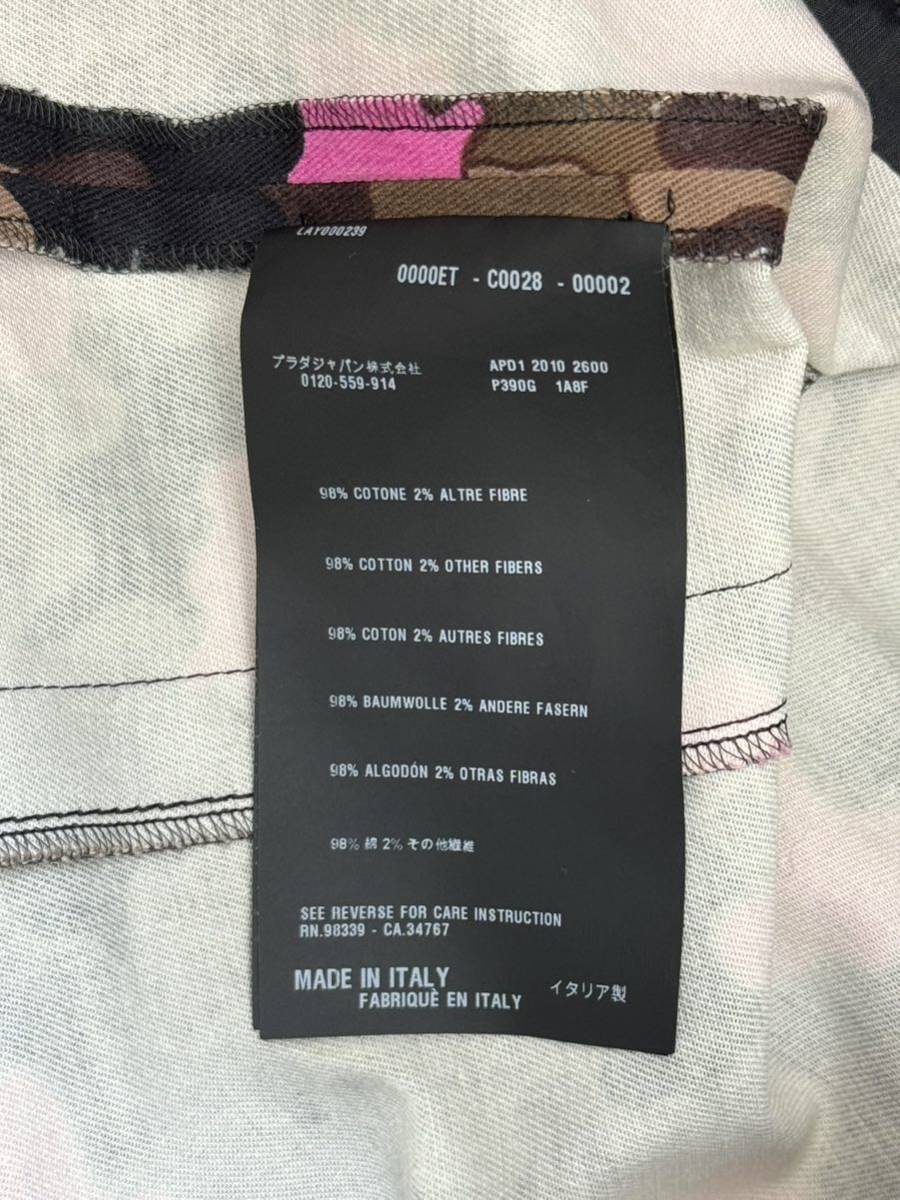 LAY000239
0000ET - C0028 - 00002
プラダジャパン株式会社
0120-559-914
APD1 2010 2600
P390G 1A8F
98% COTONE 2% ALTRE FIBRE
98% COTTON 2% OTHER FIBERS
98% COTON 2% AUTRES FIBRES
98% BAUMWOLLE 2% ANDERE FASERN
98% ALGODÓN 2% OTRAS FIBRAS
98% 綿 2% その他繊維
SEE REVERSE FOR CARE INSTRUCTION
RN.98339 - CA.34767
MADE IN ITALY
FABRIQUÈ EN ITALY
イタリア製